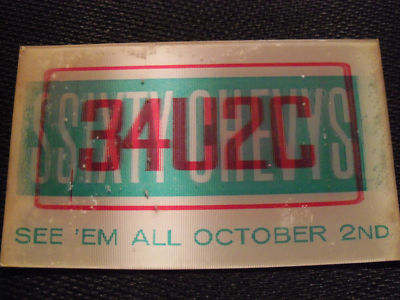 SIXTY CHEVYS
34U2C
SEE 'EM ALL OCTOBER 2ND